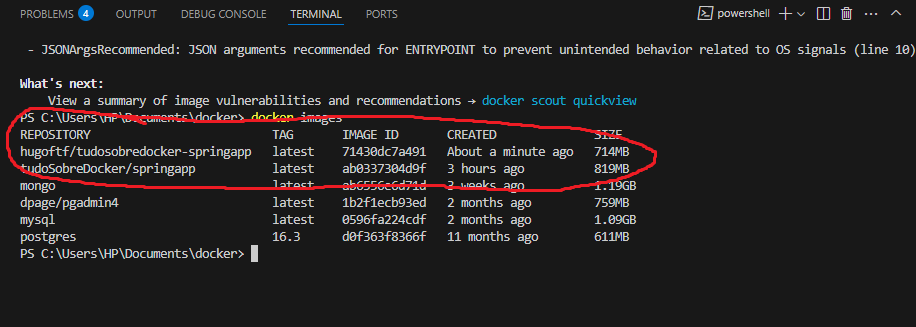 PROBLEMS 4 OUTPUT DEBUG CONSOLE TERMINAL PORTS powershell
- JSONArgsRecommended: JSON arguments recommended for ENTRYPOINT to prevent unintended behavior related to OS signals (line 10)
What's next:
View a summary of image vulnerabilities and recommendations → docker scout quickview
PS C:\Users\HP\Documents\docker> docker images
REPOSITORY TAG IMAGE ID CREATED SIZE
hugoftf/tudosobredocker-springapp latest 71430dc7a491 About a minute ago 714MB
tudoSobreDocker/springapp latest ab0337304d9f 3 hours ago 819MB
mongo latest ab6556c6d71d 3 weeks ago 1.19GB
dpage/pgadmin4 latest 1b2f1ecb93ed 2 months ago 759MB
mysql latest 0596fa224cdf 2 months ago 1.09GB
postgres 16.3 d0f363f8366f 11 months ago 611MB
PS C:\Users\HP\Documents\docker>